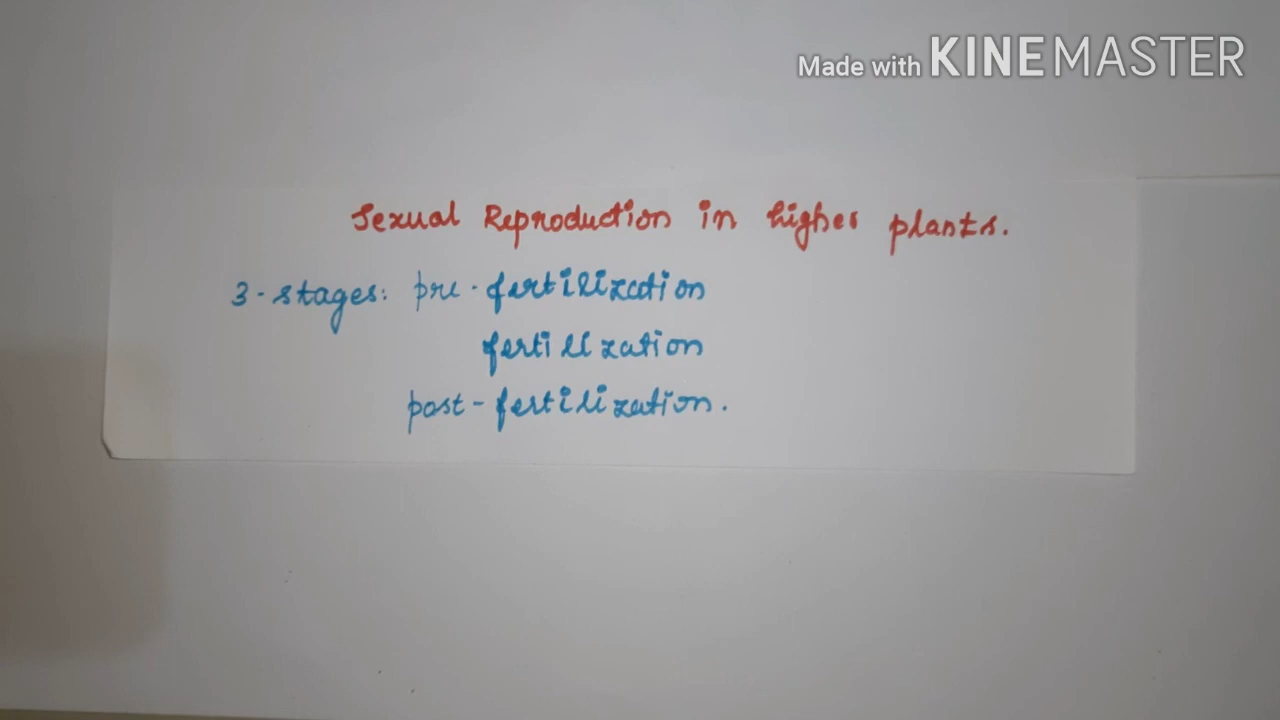 Made with KINEMASTER
Sexual Reproduction in higher plants.
3-stages: pre-fertilization
fertilization
post-fertilization.